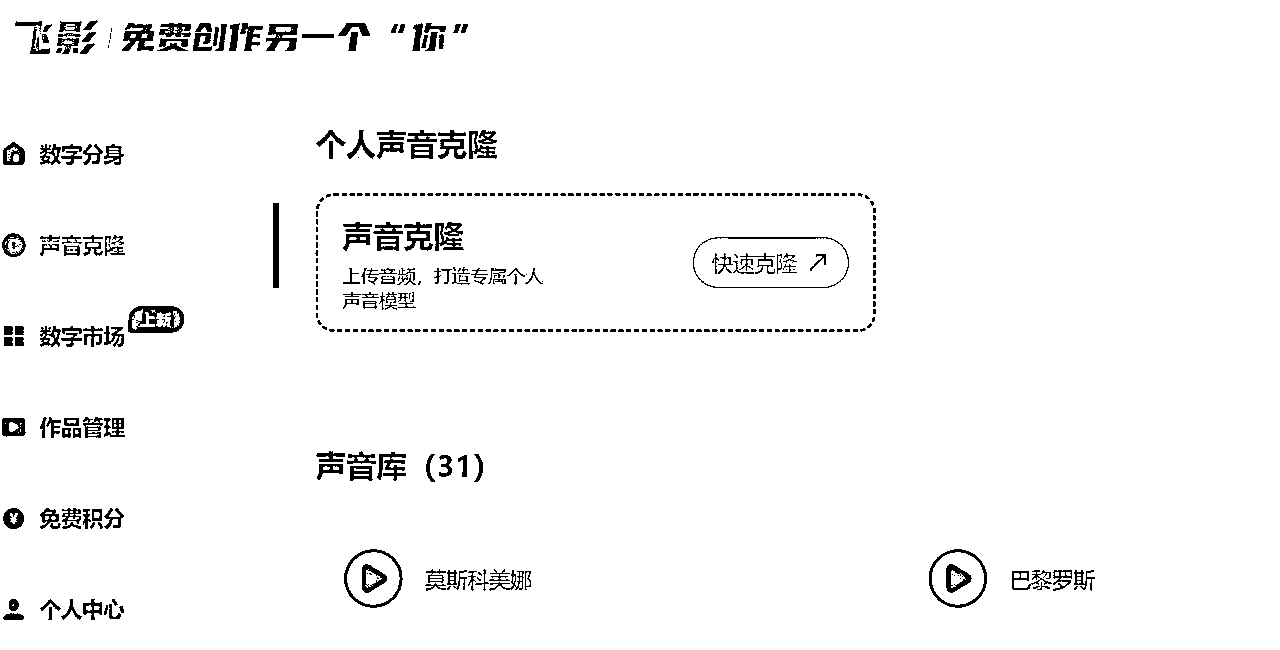 飞影 | 免费创作另一个“你”
数字分身
声音克隆
数字市场
上新
作品管理
免费积分
个人中心
个人声音克隆
声音克隆
上传音频，打造专属个人
声音模型
快速克隆
声音库（31）
莫斯科美娜
巴黎罗斯